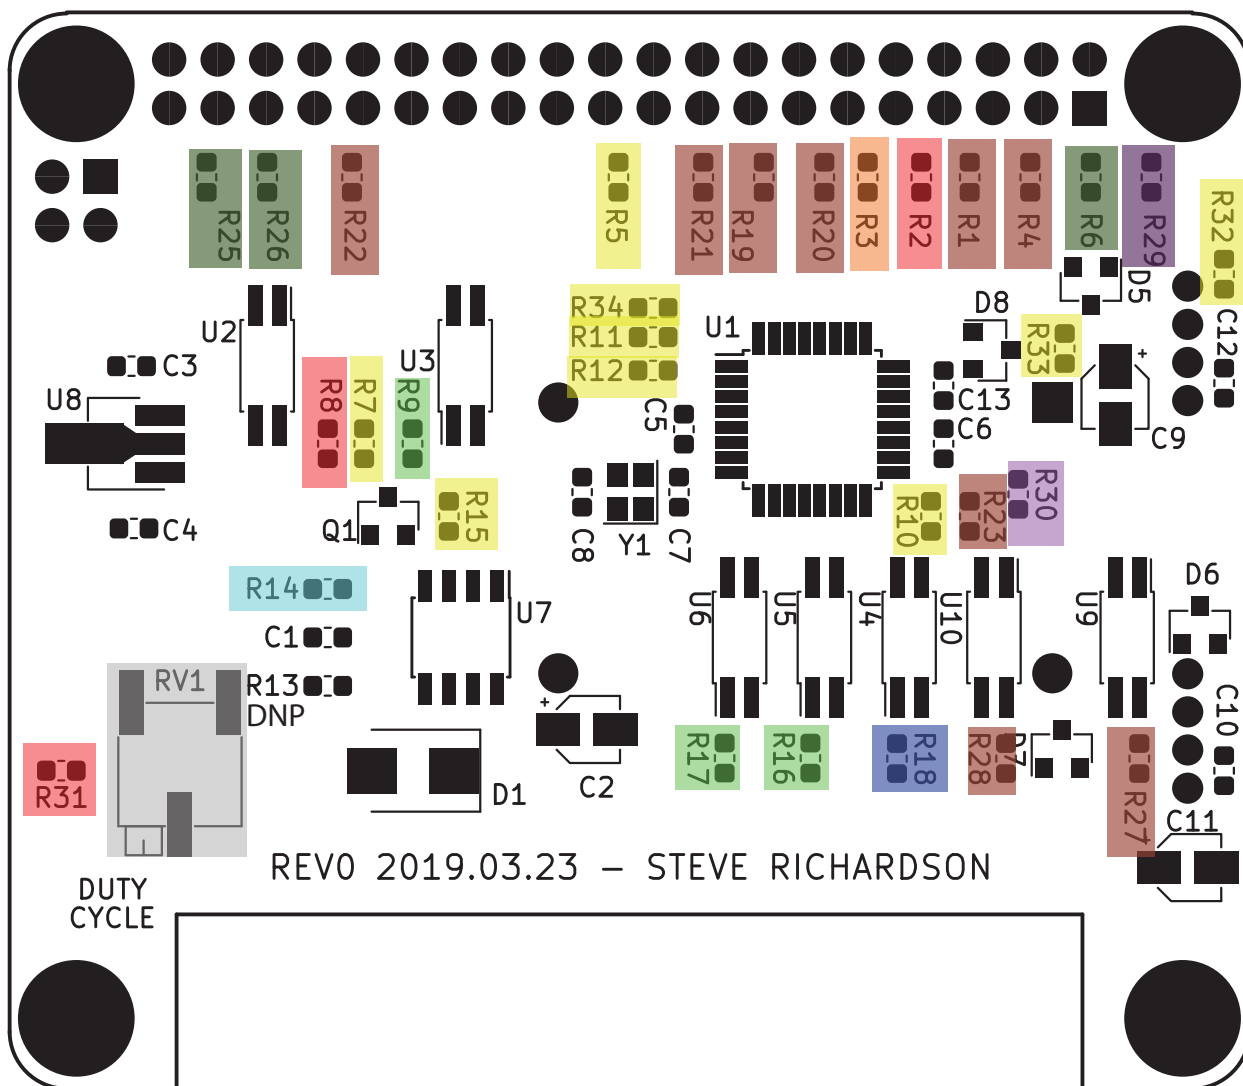 R25
R26
R22
R5
R21
R19
R20
R3
R2
R1
R4
R6
R29
R32
D5
R34
R11
R12
U1
D8
R33
C12
U2
U3
C3
U8
R8
R7
R9
C5
C13
C6
+
C9
C4
Q1
R15
C8
Y1
C7
R10
R23
R30
R14
C1
R13
DNP
U7
U6
U5
U4
U10
U9
D6
RV1
R31
D1
+
C2
R17
R16
R18
R28
D7
R27
C10
C11
+
REV0 2019.03.23 – STEVE RICHARDSON
DUTY
CYCLE